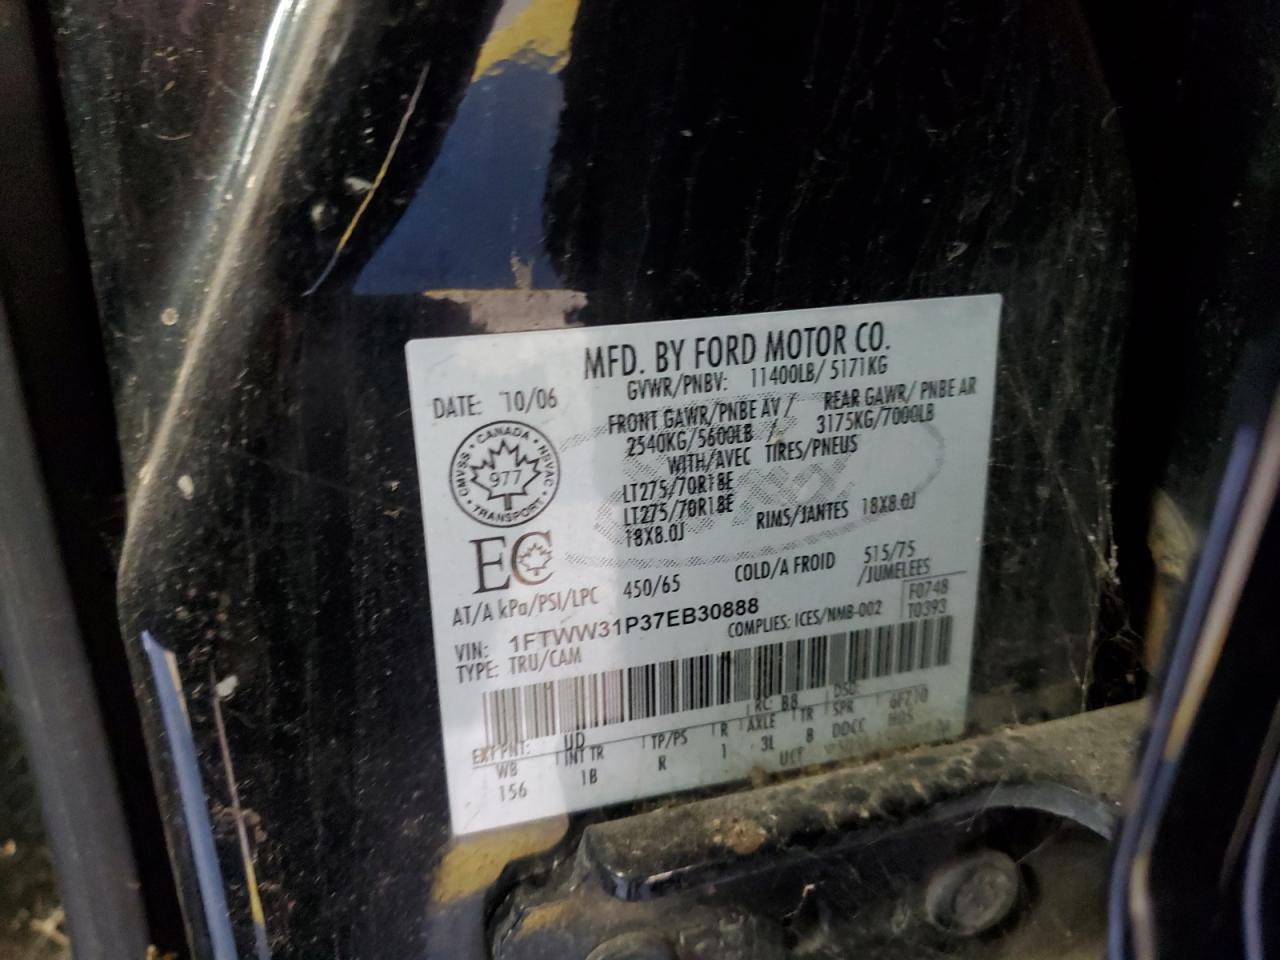 MFD. BY FORD MOTOR CO.
DATE: 10/06
GVWR/PNBV: 11400LB/5171KG
FRONT GAWR/PNBE AV / REAR GAWR/ PNBE AR
2540KG/5600LB / 3175KG/7000LB
WITH/AVEC TIRES/PNEUS
CANADA • NSVAC • TRANSPORT • CMVSS •
977
LT275/70R18E
LT275/70R18E
18X8.0J RIMS/JANTES 18X8.0J
EC
AT/A kPa/PSI/LPC 450/65 COLD/A FROID 515/75
/JUMELEES
VIN: 1FTWW31P37EB30888
F0748
T0393
COMPLIES: ICES/NMB-002
TYPE: TRU/CAM
EXT PNT: UD RC: B8 DSO:
WB INT TR TP/PS R AXLE TR SPR
156 1B R 1 3L B DDCC
UCF